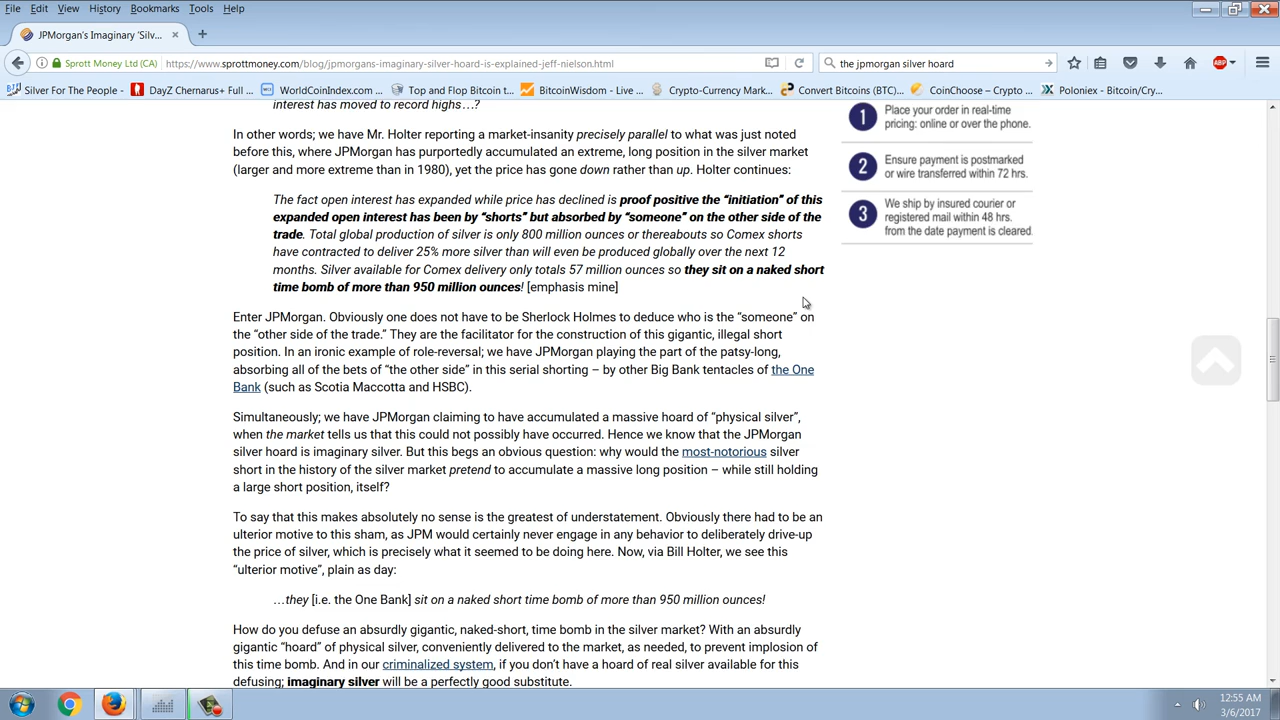 File Edit View History Bookmarks Tools Help
JPMorgan's Imaginary 'Silv...
Sprott Money Ltd (CA) https://www.sprottmoney.com/blog/jpmorgans-imaginary-silver-hoard-is-explained-jeff-nielson.html the jpmorgan silver hoard ABP
Silver For The People - DayZ Chernarus+ Full ... WorldCoinIndex.com ... Top and Flop Bitcoin t... BitcoinWisdom - Live ... Crypto-Currency Mark... Convert Bitcoins (BTC)... CoinChoose – Crypto ... Poloniex - Bitcoin/Cry...
interest has moved to record highs…?
In other words; we have Mr. Holter reporting a market-insanity precisely parallel to what was just noted
before this, where JPMorgan has purportedly accumulated an extreme, long position in the silver market
(larger and more extreme than in 1980), yet the price has gone down rather than up. Holter continues:
The fact open interest has expanded while price has declined is proof positive the “initiation” of this
expanded open interest has been by “shorts” but absorbed by “someone” on the other side of the
trade. Total global production of silver is only 800 million ounces or thereabouts so Comex shorts
have contracted to deliver 25% more silver than will even be produced globally over the next 12
months. Silver available for Comex delivery only totals 57 million ounces so they sit on a naked short
time bomb of more than 950 million ounces! [emphasis mine]
Enter JPMorgan. Obviously one does not have to be Sherlock Holmes to deduce who is the “someone” on
the “other side of the trade.” They are the facilitator for the construction of this gigantic, illegal short
position. In an ironic example of role-reversal; we have JPMorgan playing the part of the patsy-long,
absorbing all of the bets of “the other side” in this serial shorting – by other Big Bank tentacles of the One
Bank (such as Scotia Maccotta and HSBC).
Simultaneously; we have JPMorgan claiming to have accumulated a massive hoard of “physical silver”,
when the market tells us that this could not possibly have occurred. Hence we know that the JPMorgan
silver hoard is imaginary silver. But this begs an obvious question: why would the most-notorious silver
short in the history of the silver market pretend to accumulate a massive long position – while still holding
a large short position, itself?
To say that this makes absolutely no sense is the greatest of understatement. Obviously there had to be an
ulterior motive to this sham, as JPM would certainly never engage in any behavior to deliberately drive-up
the price of silver, which is precisely what it seemed to be doing here. Now, via Bill Holter, we see this
“ulterior motive”, plain as day:
…they [i.e. the One Bank] sit on a naked short time bomb of more than 950 million ounces!
How do you defuse an absurdly gigantic, naked-short, time bomb in the silver market? With an absurdly
gigantic “hoard” of physical silver, conveniently delivered to the market, as needed, to prevent implosion of
this time bomb. And in our criminalized system, if you don’t have a hoard of real silver available for this
defusing; imaginary silver will be a perfectly good substitute.
1 Place your order in real-time
pricing: online or over the phone.
2 Ensure payment is postmarked
or wire transferred within 72 hrs.
3 We ship by insured courier or
registered mail within 48 hrs.
from the date payment is cleared.
12:55 AM
3/6/2017